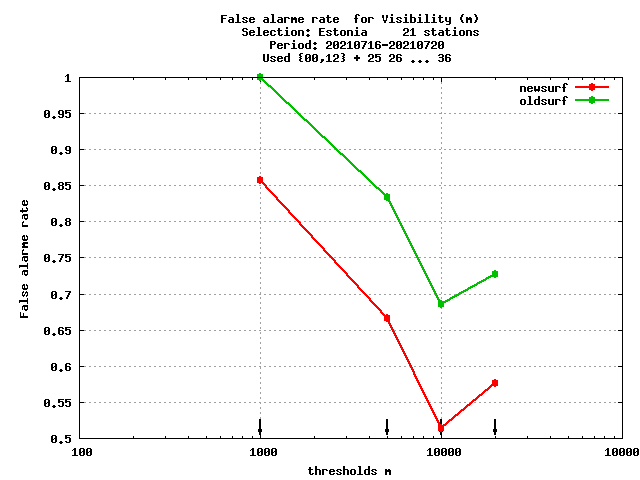 False alarme rate  for Visibility (m)
Selection: Estonia     21 stations
Period: 20210716-20210720
Used {00,12} + 25 26 ... 36
newsurf
oldsurf
1
0.95
0.9
0.85
0.8
0.75
0.7
0.65
0.6
0.55
0.5
False alarme rate
100
1000
10000
10000
thresholds m